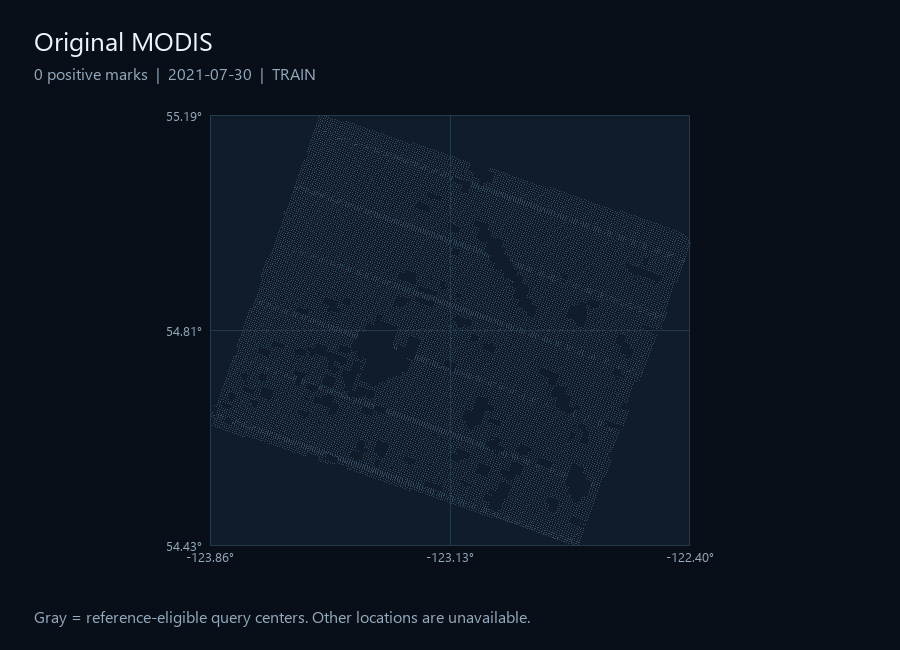 Original MODIS
0 positive marks | 2021-07-30 | TRAIN
55.19°
54.81°
54.43°
-123.86°
-123.13°
-122.40°
Gray = reference-eligible query centers. Other locations are unavailable.